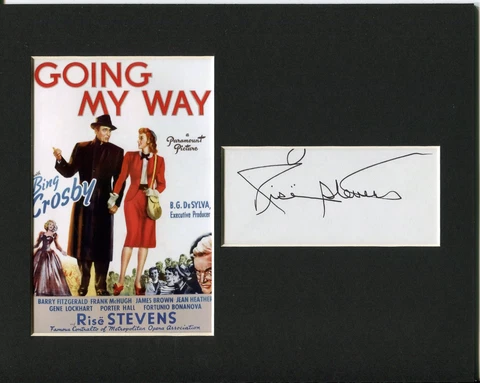 GOING
MY WAY
a
Paramount
Picture
Bing
Crosby
B.G. DeSYLVA,
Executive Producer
BARRY FITZGERALD FRANK McHUGH JAMES BROWN JEAN HEATHER
GENE LOCKHART PORTER HALL FORTUNIO BONANOVA
Risë STEVENS
Famous Contralto of Metropolitan Opera Association
Risë Stevens